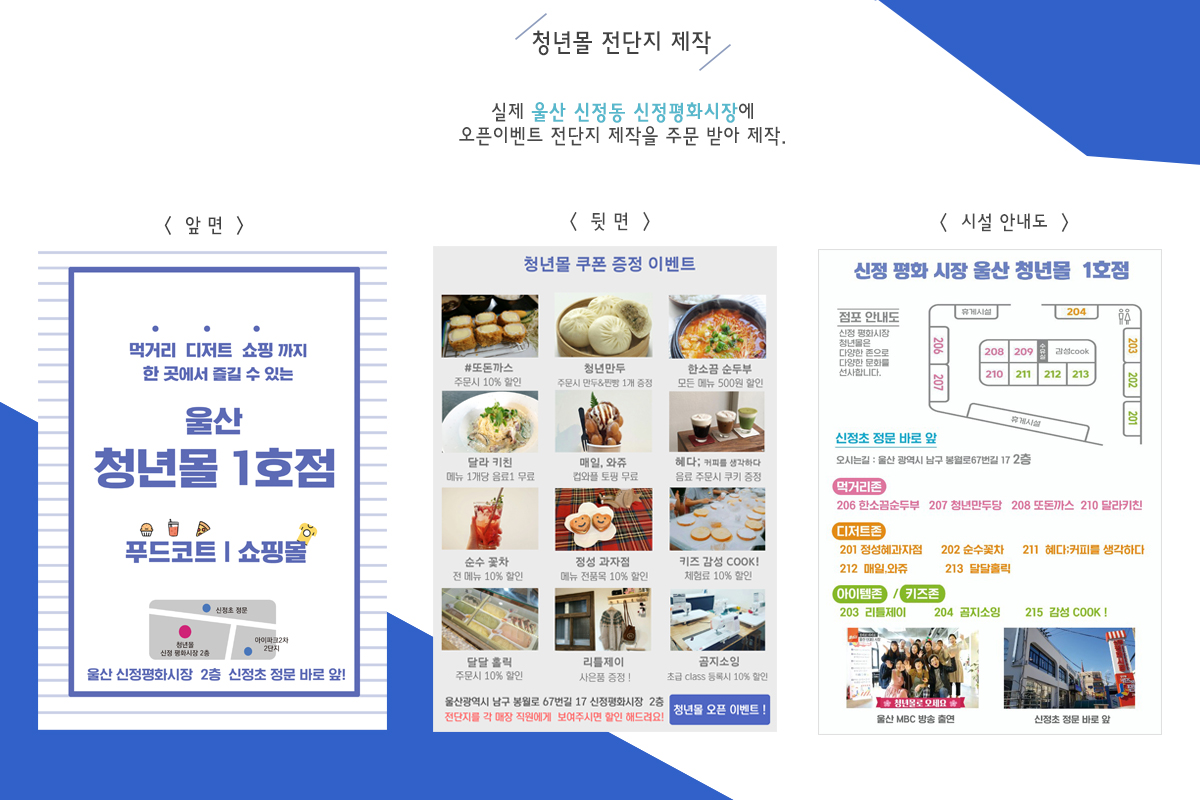 청년몰 전단지 제작
실제 울산 신정동 신정평화시장에
오픈이벤트 전단지 제작을 주문 받아 제작.
〈 앞 면 〉
먹거리 디저트 쇼핑 까지
한 곳에서 즐길 수 있는
울산
청년몰 1호점
푸드코트 | 쇼핑몰
신정초 정문
청년몰
신정 평화시장 2층
아이파크2차
2단지
울산 신정평화시장 2층 신정초 정문 바로 앞!
〈 뒷 면 〉
청년몰 쿠폰 증정 이벤트
#또돈까스 청년만두 한소끔 순두부
주문시 10% 할인 주문시 만두&찐빵 1개 증정 모든 메뉴 500원 할인
달라 키친 매일, 와쥬 혜다; 커피를 생각하다
메뉴 1개당 음료1 무료 컵와플 토핑 무료 음료 주문시 쿠키 증정
순수 꽃차 정성 과자점 키즈 감성 COOK!
전 메뉴 10% 할인 메뉴 전품목 10% 할인 체험료 10% 할인
달달 홀릭 리틀제이 곰지소잉
주문시 10% 할인 사은품 증정 ! 초급 class 등록시 10% 할인
울산광역시 남구 봉월로 67번길 17 신정평화시장 2층
전단지를 각 매장 직원에게 보여주시면 할인 해드려요!
청년몰 오픈 이벤트 !
〈 시설 안내도 〉
신정 평화 시장 울산 청년몰 1호점
점포 안내도
신정 평화시장
청년몰은
다양한 존으로
다양한 문화를
선사합니다.
휴게시설 204
206 203
208 209 수유실 감성cook
210 211 212 213
207 202
휴게시설 201
신정초 정문 바로 앞
오시는길 : 울산 광역시 남구 봉월로67번길 17 2층
먹거리존
206 한소끔순두부 207 청년만두당 208 또돈까스 210 달라키친
디저트존
201 정성혜과자점 202 순수꽃차 211 혜다;커피를 생각하다
212 매일,와쥬 213 달달홀릭
아이템존 / 키즈존
203 리틀제이 204 곰지소잉 215 김성 COOK !
청년몰로 오세요
울산 MBC 방송 출연 신정초 정문 바로 앞